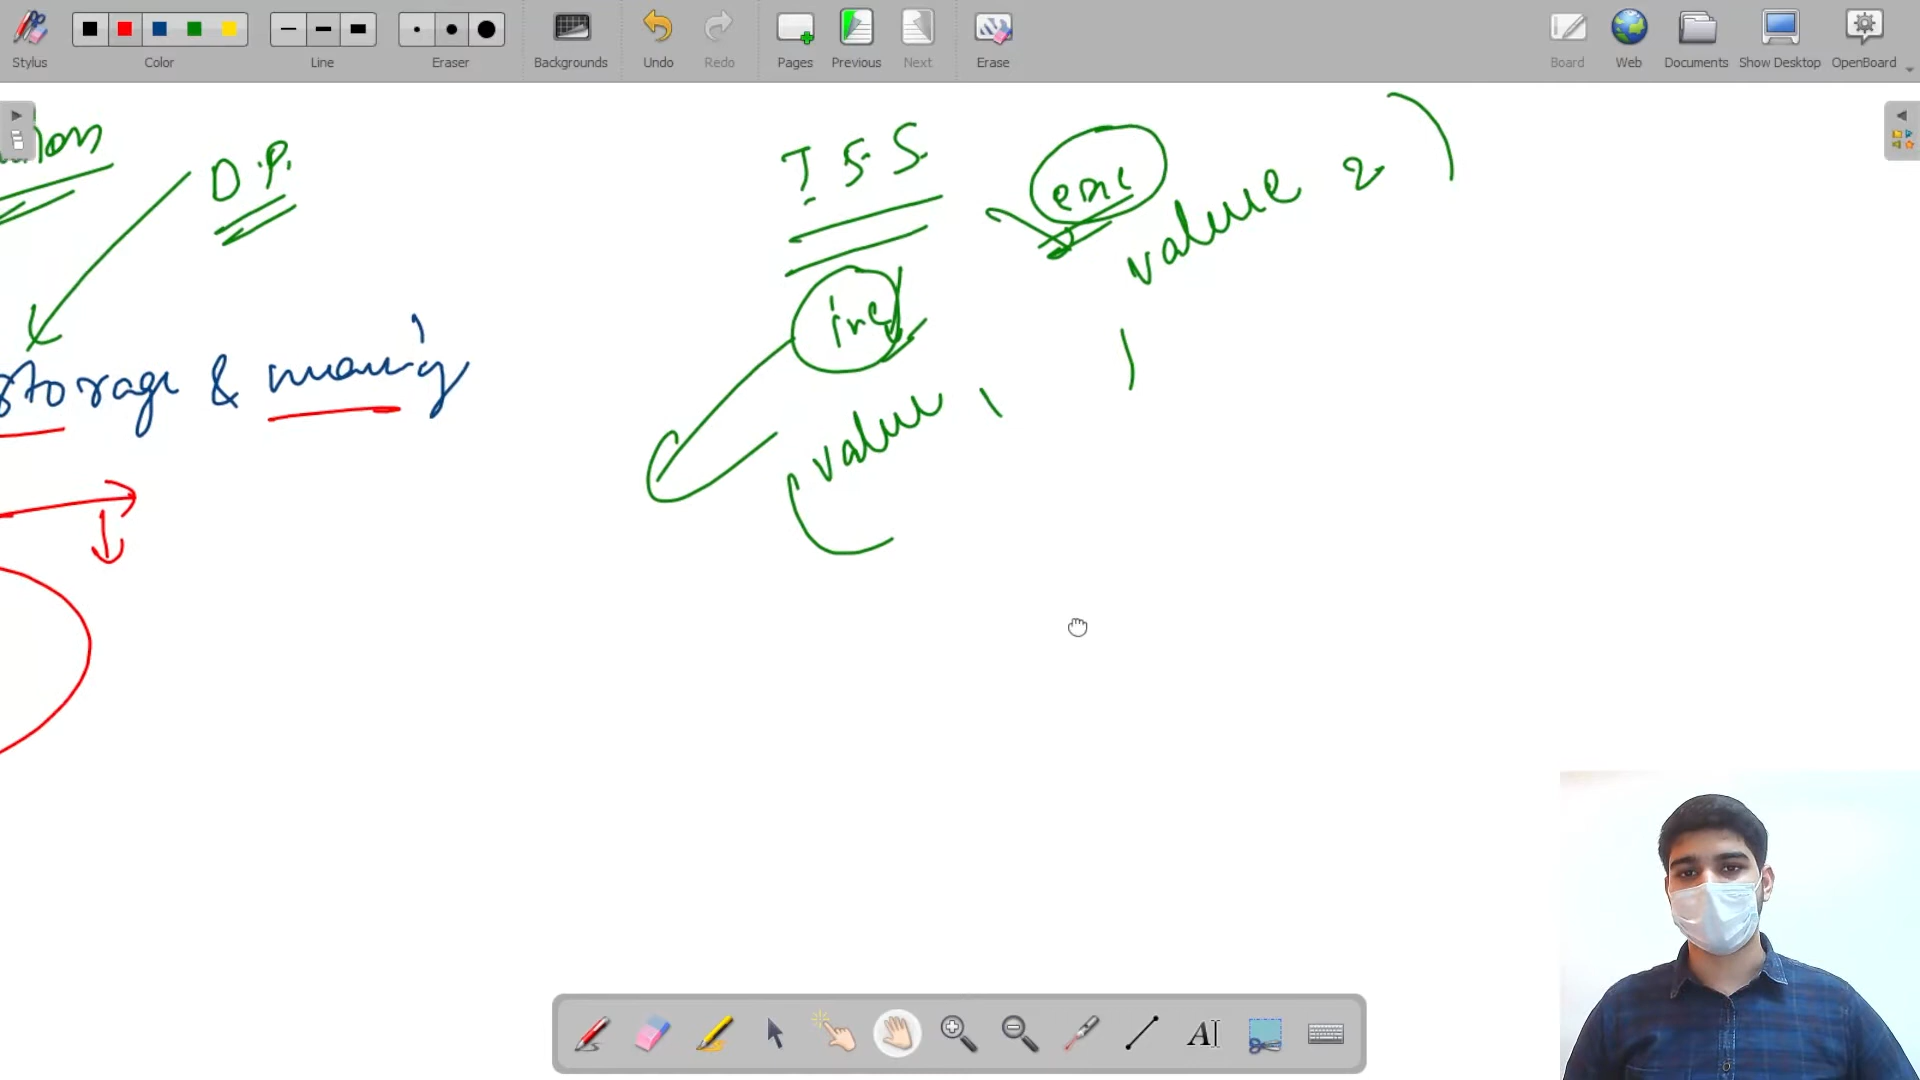 Stylus
Color
Line
Eraser
Backgrounds
Undo
Redo
Pages
Previous
Next
Erase
Board
Web
Documents
Show Desktop
OpenBoard
D.P.
T S S
exc
value 2 )
inc
storage &
value 1
AI